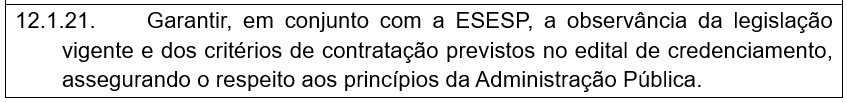 12.1.21. Garantir, em conjunto com a ESESP, a observância da legislação
vigente e dos critérios de contratação previstos no edital de credenciamento,
assegurando o respeito aos princípios da Administração Pública.